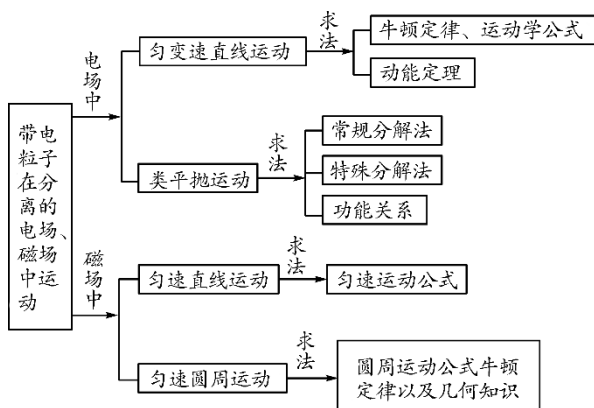 带电
粒子
在分
离的
电场、
磁场
中运
动
电场中
匀变速直线运动
求法
牛顿定律、运动学公式
动能定理
类平抛运动
求法
常规分解法
特殊分解法
功能关系
磁场中
匀速直线运动
求法
匀速运动公式
匀速圆周运动
求法
圆周运动公式牛顿
定律以及几何知识